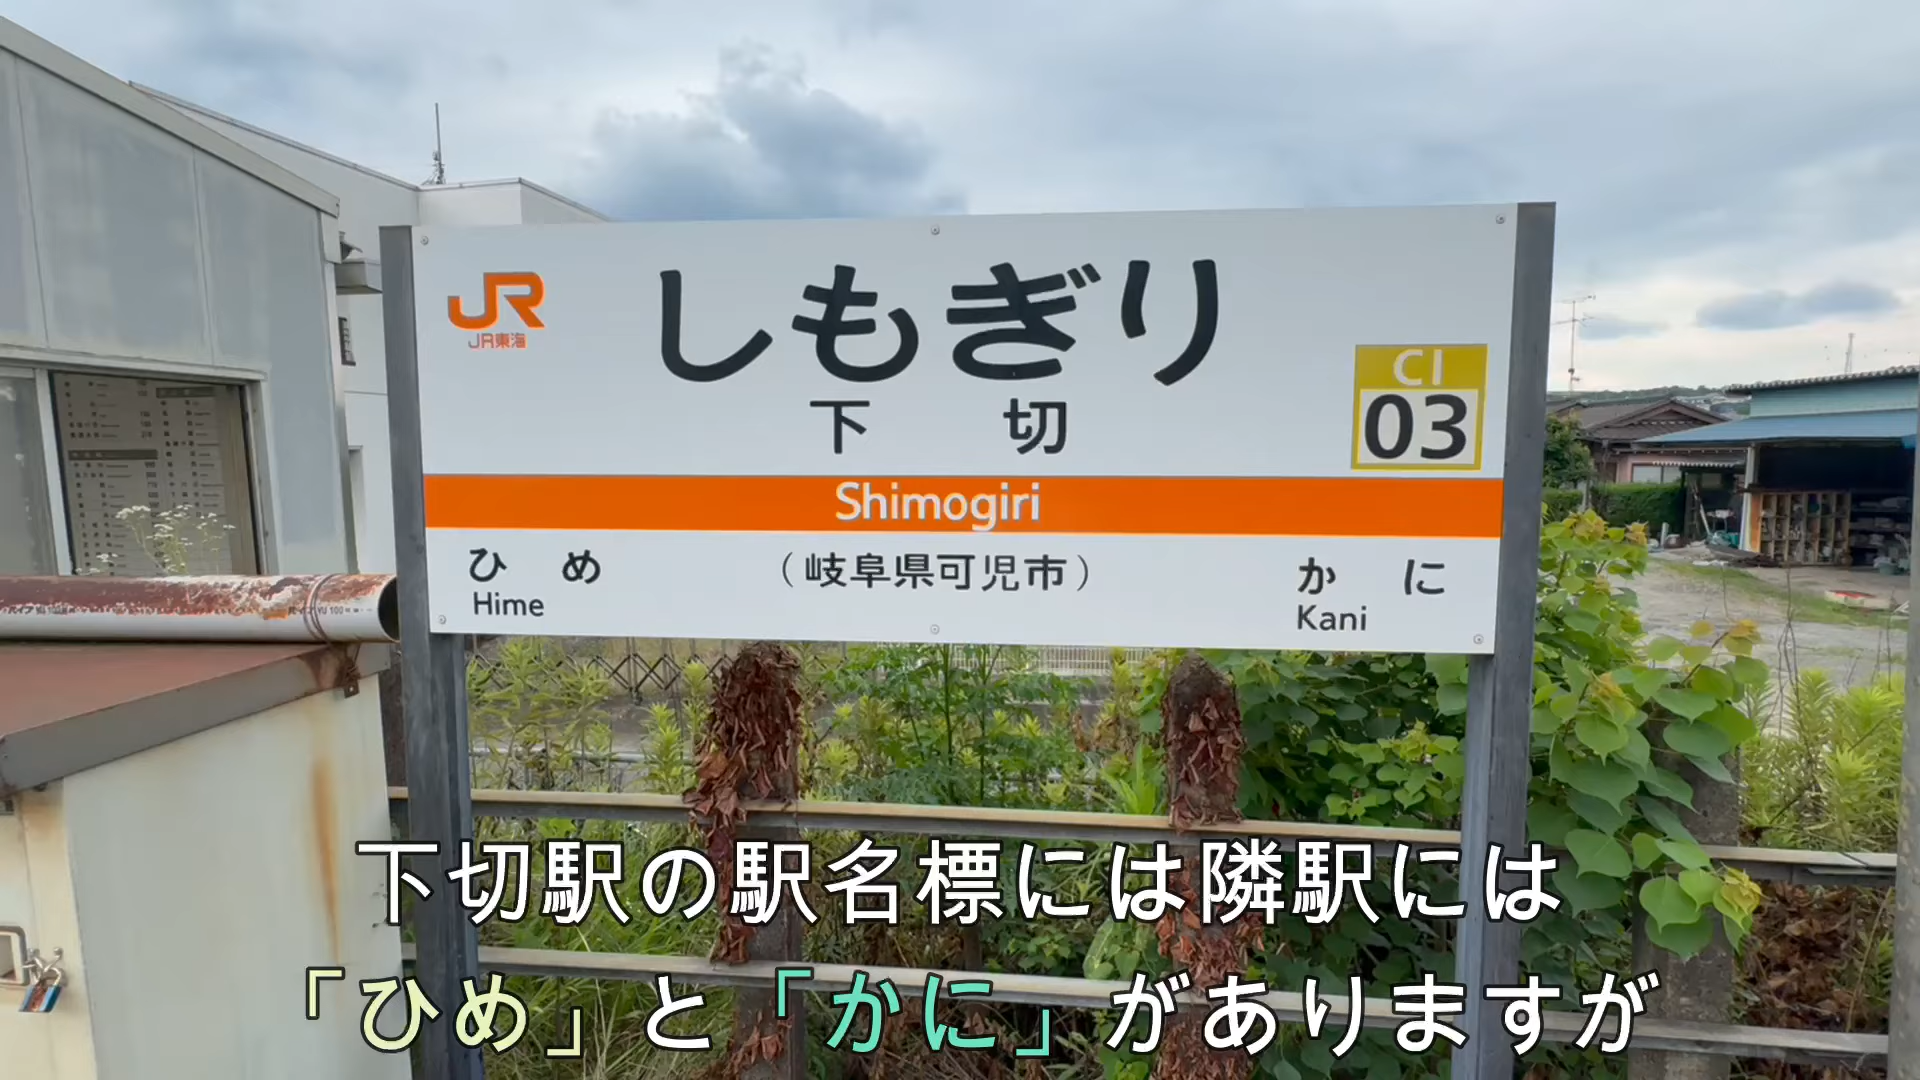 JR東海
しもぎり
下切
CI
03
Shimogiri
ひめ
Hime
（岐阜県可児市）
かに
Kani
下切駅の駅名標には隣駅には
「ひめ」と「かに」がありますが